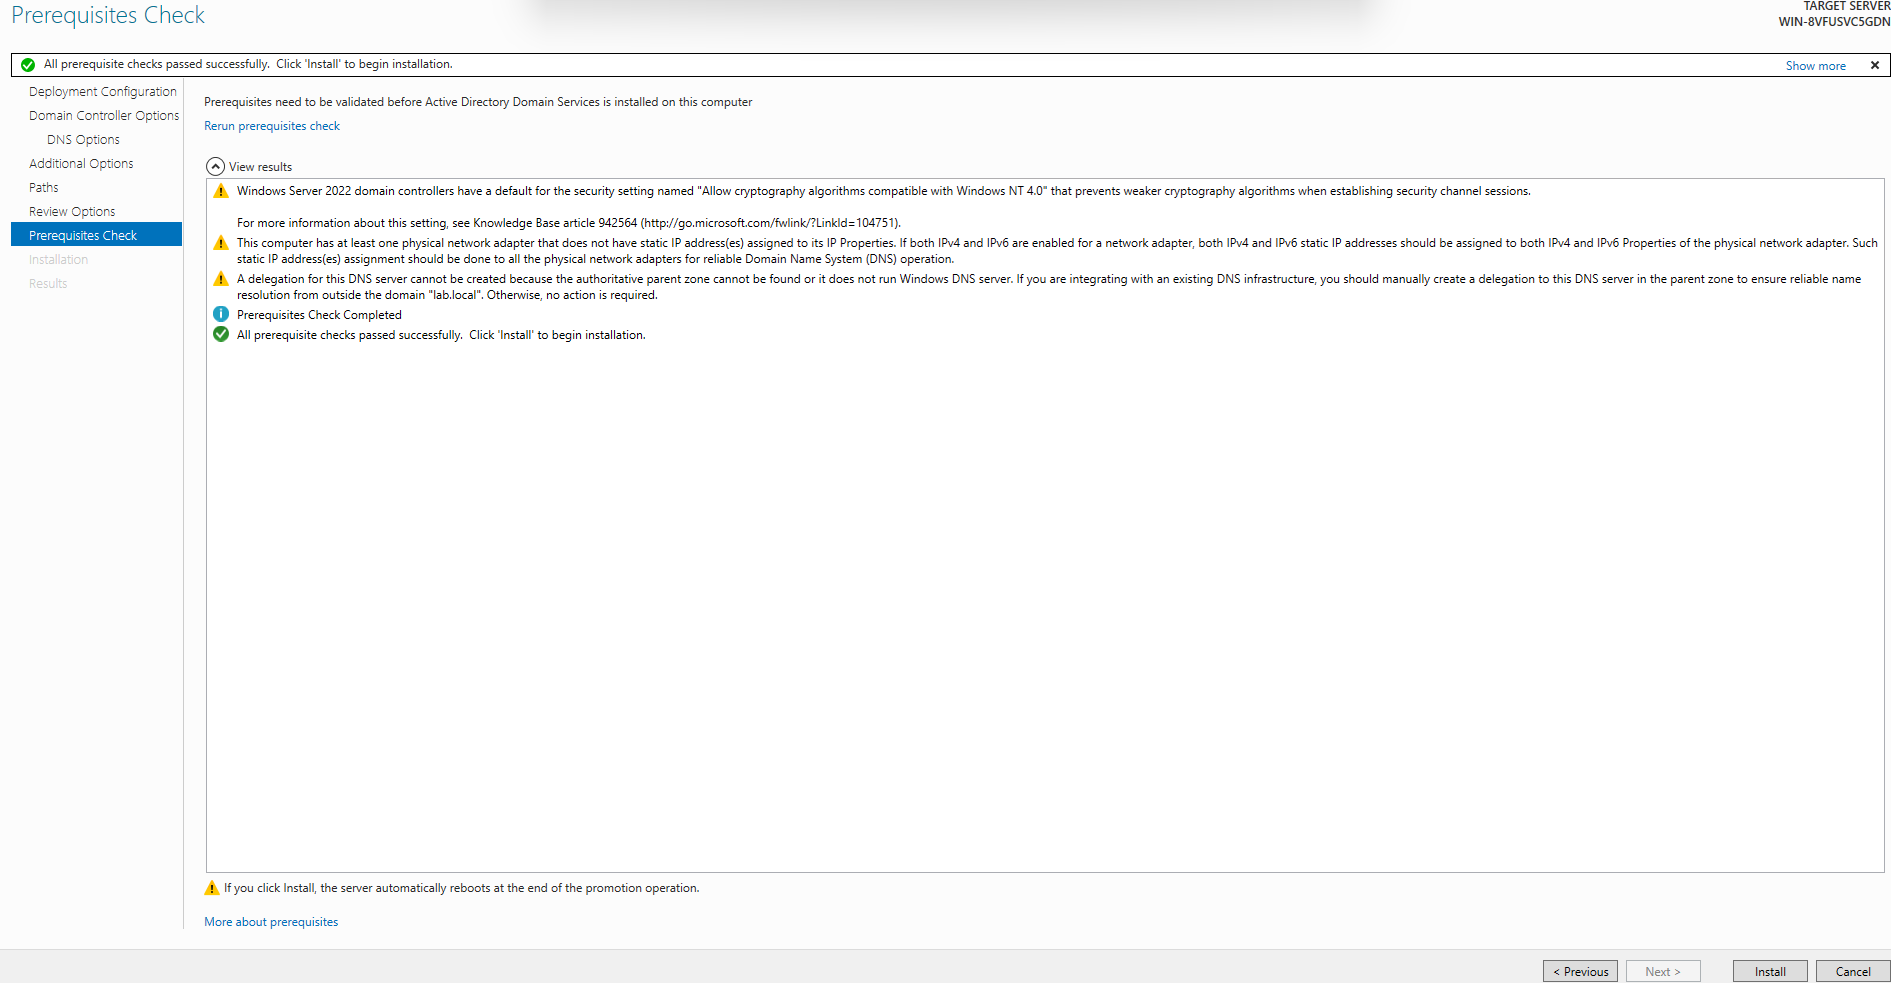 Prerequisites Check
TARGET SERVER
WIN-8VFUSVC5GDN
All prerequisite checks passed successfully.  Click 'Install' to begin installation.
Show more
Deployment Configuration
Domain Controller Options
DNS Options
Additional Options
Paths
Review Options
Prerequisites Check
Installation
Results
Prerequisites need to be validated before Active Directory Domain Services is installed on this computer
Rerun prerequisites check
View results
Windows Server 2022 domain controllers have a default for the security setting named "Allow cryptography algorithms compatible with Windows NT 4.0" that prevents weaker cryptography algorithms when establishing security channel sessions.
For more information about this setting, see Knowledge Base article 942564 (http://go.microsoft.com/fwlink/?LinkId=104751).
This computer has at least one physical network adapter that does not have static IP address(es) assigned to its IP Properties. If both IPv4 and IPv6 are enabled for a network adapter, both IPv4 and IPv6 static IP addresses should be assigned to both IPv4 and IPv6 Properties of the physical network adapter. Such
static IP address(es) assignment should be done to all the physical network adapters for reliable Domain Name System (DNS) operation.
A delegation for this DNS server cannot be created because the authoritative parent zone cannot be found or it does not run Windows DNS server. If you are integrating with an existing DNS infrastructure, you should manually create a delegation to this DNS server in the parent zone to ensure reliable name
resolution from outside the domain "lab.local". Otherwise, no action is required.
Prerequisites Check Completed
All prerequisite checks passed successfully.  Click 'Install' to begin installation.
If you click Install, the server automatically reboots at the end of the promotion operation.
More about prerequisites
< Previous
Next >
Install
Cancel